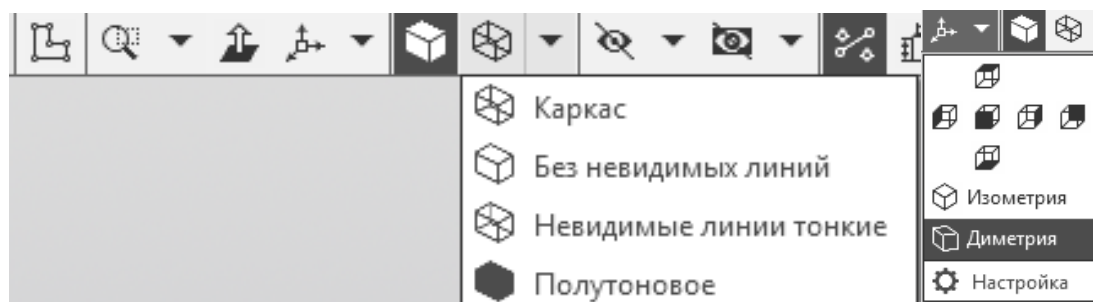 Каркас
Без невидимых линий
Невидимые линии тонкие
Полутоновое
Изометрия
Диметрия
Настройка